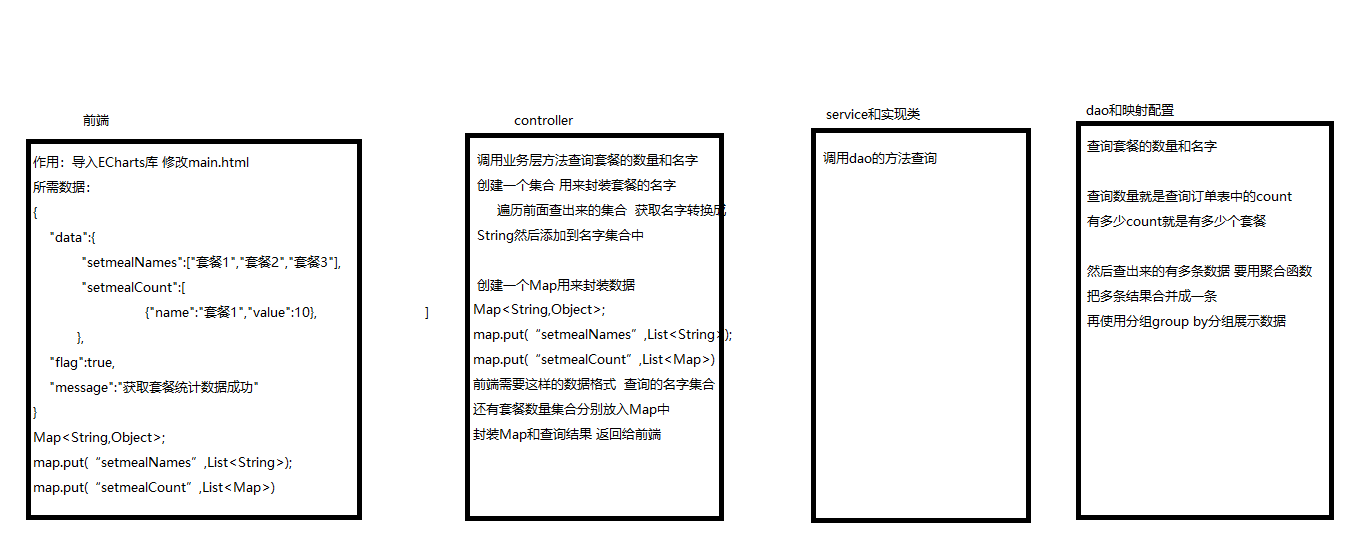 前端
作用：导入ECharts库 修改main.html
所需数据：
{
"data":{
"setmealNames":["套餐1","套餐2","套餐3"],
"setmealCount":[
{"name":"套餐1","value":10}, ]
},
"flag":true,
"message":"获取套餐统计数据成功"
}
Map<String,Object>;
map.put(“setmealNames”,List<String>);
map.put(“setmealCount”,List<Map>)
controller
调用业务层方法查询套餐的数量和名字
创建一个集合 用来封装套餐的名字
遍历前面查出来的集合 获取名字转换成
String然后添加到名字集合中
创建一个Map用来封装数据
Map<String,Object>;
map.put(“setmealNames”,List<String>);
map.put(“setmealCount”,List<Map>)
前端需要这样的数据格式 查询的名字集合
还有套餐数量集合分别放入Map中
封装Map和查询结果 返回给前端
service和实现类
调用dao的方法查询
dao和映射配置
查询套餐的数量和名字
查询数量就是查询订单表中的count
有多少count就是有多少个套餐
然后查出来的有多条数据 要用聚合函数
把多条结果合并成一条
再使用分组group by分组展示数据